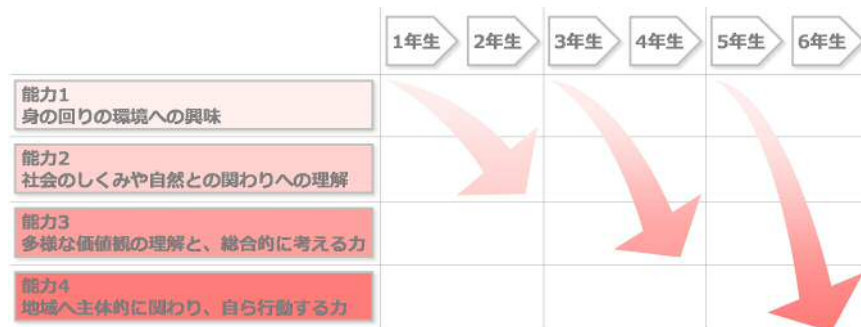 1年生 2年生 3年生 4年生 5年生 6年生
能力1
身の回りの環境への興味
能力2
社会のしくみや自然との関わりへの理解
能力3
多様な価値観の理解と、総合的に考える力
能力4
地域へ主体的に関わり、自ら行動する力